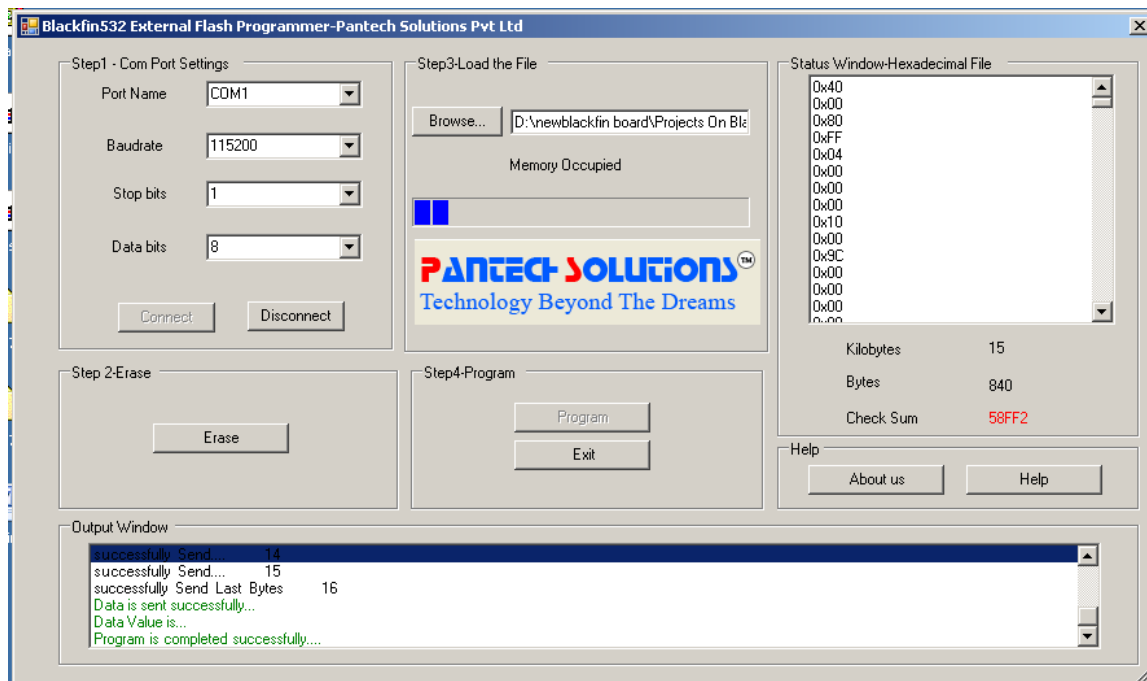 Blackfin532 External Flash Programmer-Pantech Solutions Pvt Ltd
Step1 - Com Port Settings
Port Name COM1
Baudrate 115200
Stop bits 1
Data bits 8
Connect Disconnect
Step3-Load the File
Browse... D:\newblackfin board\Projects On Bla
Memory Occupied
PANTECH SOLUTIONS TM
Technology Beyond The Dreams
Status Window-Hexadecimal File
0x40
0x00
0x80
0xFF
0x04
0x00
0x00
0x00
0x10
0x00
0x9C
0x00
0x00
0x00
0x00
Kilobytes 15
Bytes 840
Check Sum 58FF2
Step 2-Erase
Erase
Step4-Program
Program
Exit
Help
About us Help
Output Window
successfully Send.... 14
successfully Send.... 15
successfully Send Last Bytes 16
Data is sent successfully...
Data Value is...
Program is completed successfully....